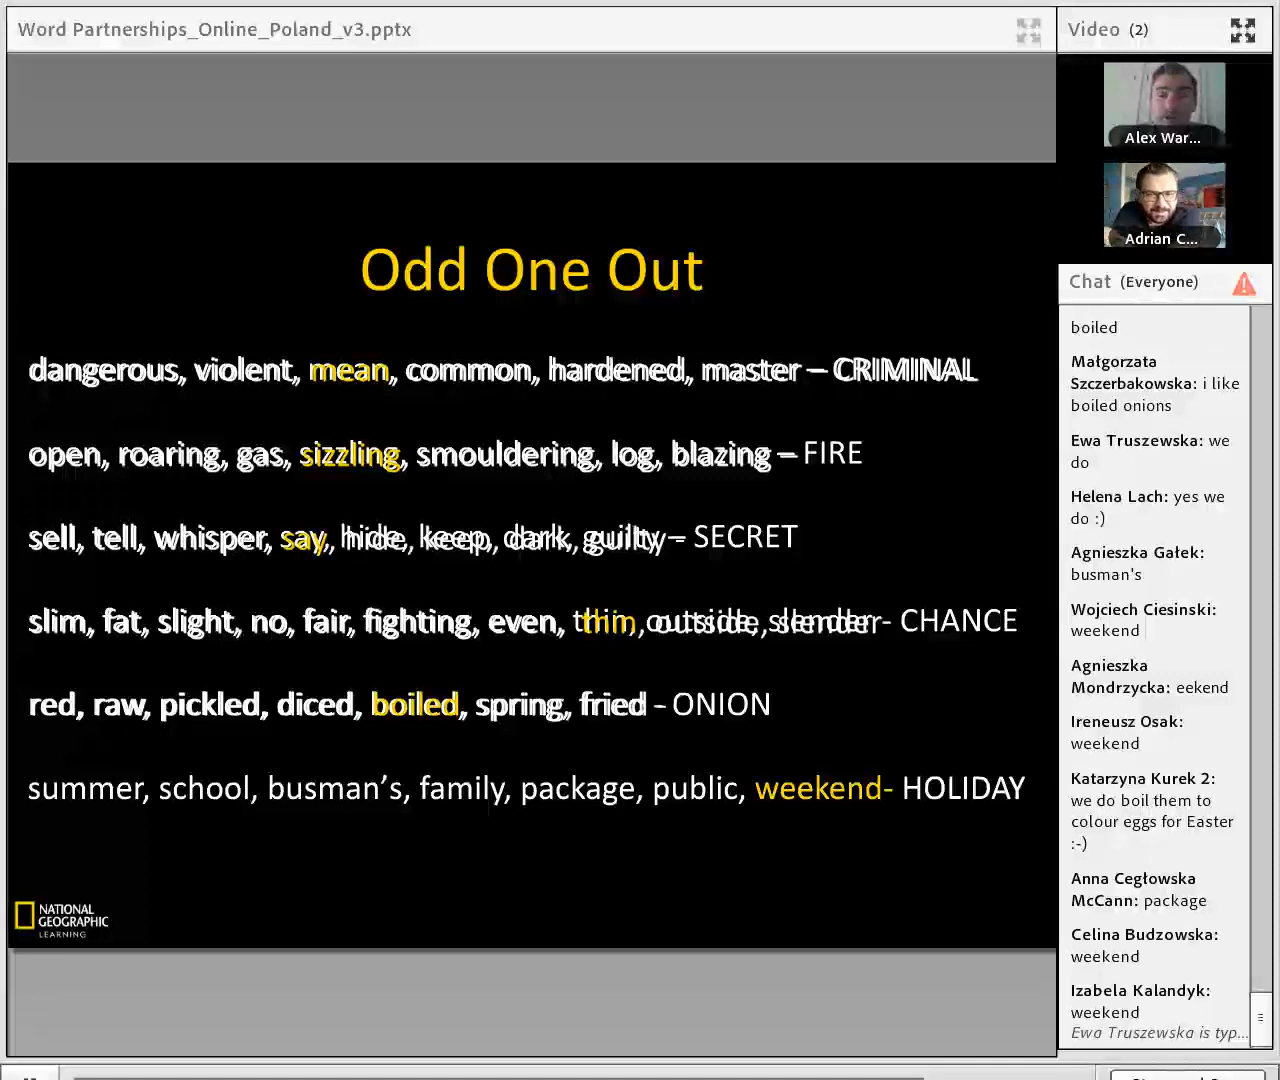 Word Partnerships_Online_Poland_v3.pptx
Video (2)
Alex War...
Adrian C...
Odd One Out
dangerous, violent, mean, common, hardened, master – CRIMINAL
open, roaring, gas, sizzling, smouldering, log, blazing – FIRE
sell, tell, whisper, say, hide, keep, dark, guilty – SECRET
slim, fat, slight, no, fair, fighting, even, thin, outside, slender- CHANCE
red, raw, pickled, diced, boiled, spring, fried - ONION
summer, school, busman’s, family, package, public, weekend- HOLIDAY
NATIONAL
GEOGRAPHIC
LEARNING
Chat (Everyone)
boiled
Małgorzata
Szczerbakowska: i like
boiled onions
Ewa Truszewska: we
do
Helena Lach: yes we
do :)
Agnieszka Gałek:
busman's
Wojciech Ciesinski:
weekend
Agnieszka
Mondrzycka: eekend
Ireneusz Osak:
weekend
Katarzyna Kurek 2:
we do boil them to
colour eggs for Easter
:-)
Anna Cegłowska
McCann: package
Celina Budzowska:
weekend
Izabela Kalandyk:
weekend
Ewa Truszewska is typ...